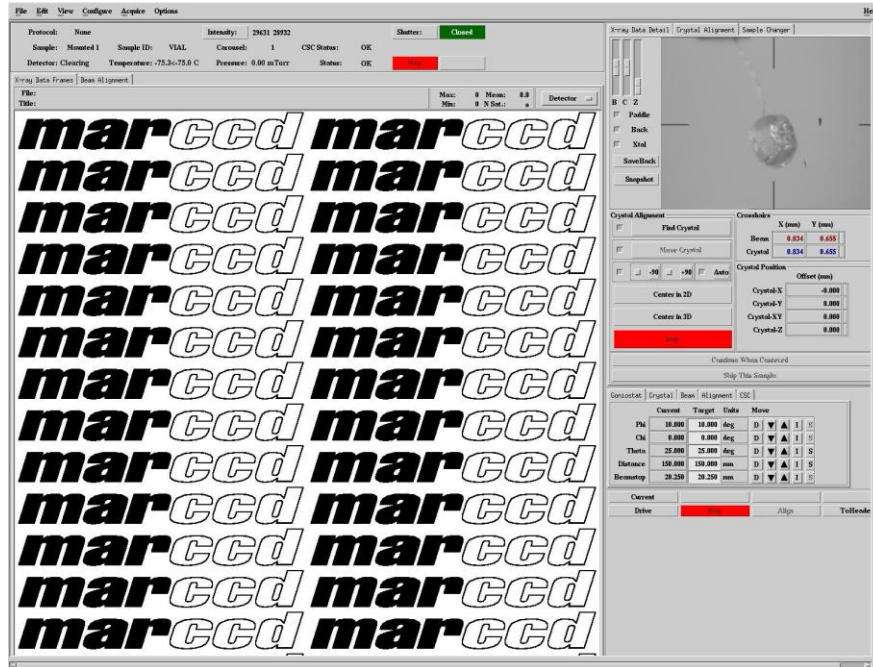 File Edit View Configure Acquire Options He
Protocol: None Intensity: 29631 28932 Shutter: Closed
Sample: Mounted 1 Sample ID: VIAL Carousel: 1 CSC Status: OK
Detector: Clearing Temperature: -75.3<-75.0 C Pressure: 0.00 mTorr Status: OK Stop
X-ray Data Frames Beam Alignment
File: Max: 0 Mean: 0.0 Detector
Title: Min: 0 N Sat.:
marccd marccd
marccd marccd
marccd marccd
marccd marccd
marccd marccd
marccd marccd
marccd marccd
marccd marccd
marccd marccd
marccd marccd
marccd marccd
marccd marccd
marccd marccd
X-ray Data Detail Crystal Alignment Sample Changer
B C Z
Paddle
Back
Xtal
SaveBack
Snapshot
Crystal Alignment
Find Crystal
Move Crystal
-90 +90 Auto
Center in 2D
Center in 3D
Stop
Crosshairs
X (mm) Y (mm)
Beam 0.834 0.655
Crystal 0.834 0.655
Crystal Position
Offset (mm)
Crystal-X -0.000
Crystal-Y 0.000
Crystal-XY 0.000
Crystal-Z 0.000
Continue When Centered
Skip This Sample
Goniostat Crystal Beam Alignment CSC
Current Target Units Move
Phi 10.000 10.000 deg D I S
Chi 0.000 0.000 deg D I S
Theta 25.000 25.000 deg D I S
Distance 150.000 150.000 mm D I S
Beamstop 20.250 20.250 mm D I S
Current
Drive Stop Align ToHeade